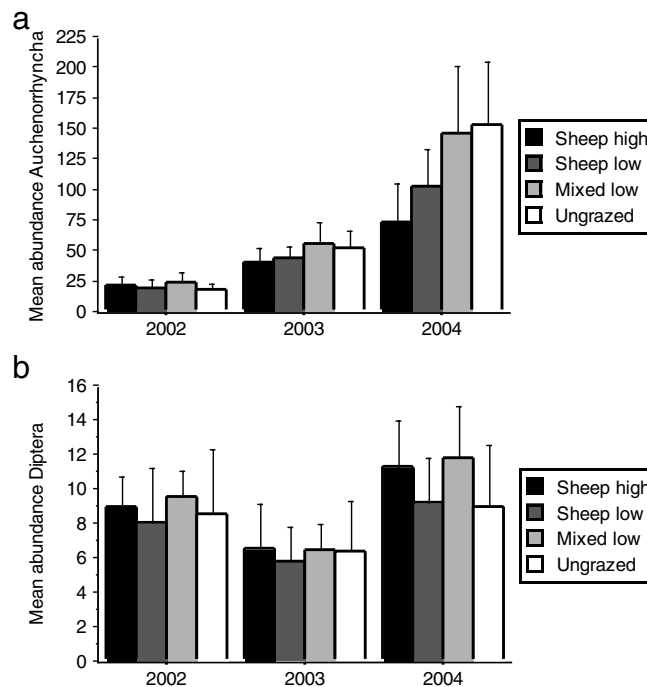 a
Mean abundance Auchenorrhyncha
225
200
175
150
125
100
75
50
25
0
2002 2003 2004
Sheep high
Sheep low
Mixed low
Ungrazed
b
Mean abundance Diptera
16
14
12
10
8
6
4
2
0
2002 2003 2004
Sheep high
Sheep low
Mixed low
Ungrazed